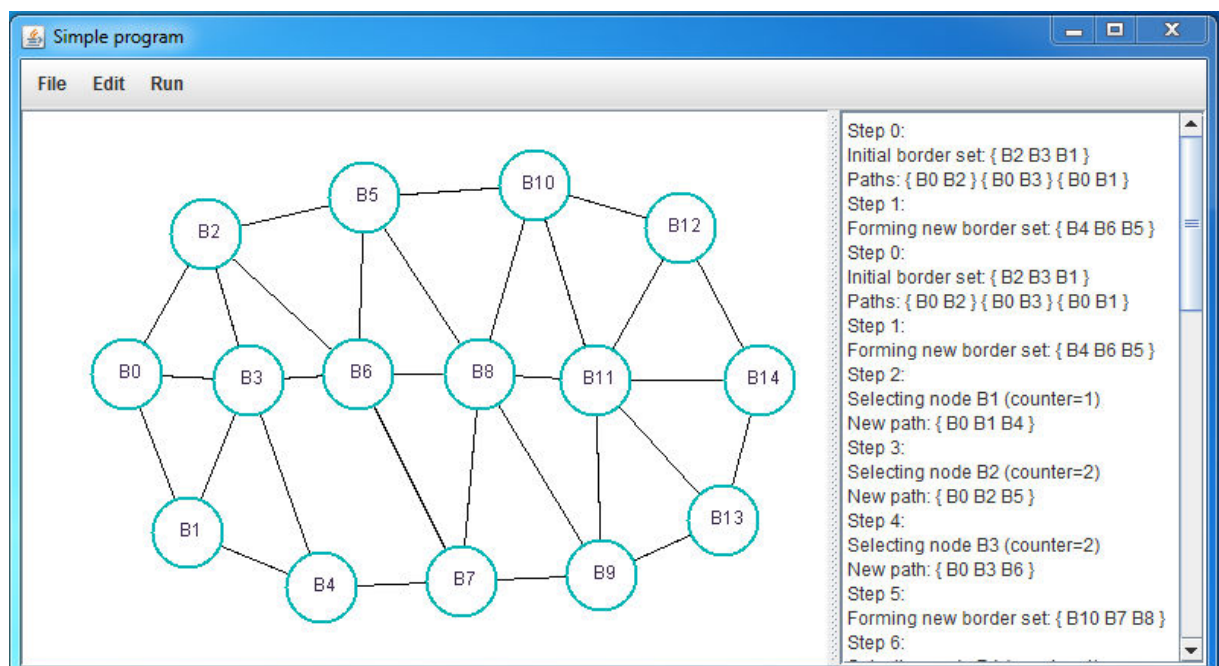 Simple program
File Edit Run
B5
B10
B2
B12
B0
B3
B6
B8
B11
B14
B1
B13
B4
B7
B9
Step 0:
Initial border set: { B2 B3 B1 }
Paths: { B0 B2 } { B0 B3 } { B0 B1 }
Step 1:
Forming new border set: { B4 B6 B5 }
Step 0:
Initial border set: { B2 B3 B1 }
Paths: { B0 B2 } { B0 B3 } { B0 B1 }
Step 1:
Forming new border set: { B4 B6 B5 }
Step 2:
Selecting node B1 (counter=1)
New path: { B0 B1 B4 }
Step 3:
Selecting node B2 (counter=2)
New path: { B0 B2 B5 }
Step 4:
Selecting node B3 (counter=2)
New path: { B0 B3 B6 }
Step 5:
Forming new border set: { B10 B7 B8 }
Step 6: